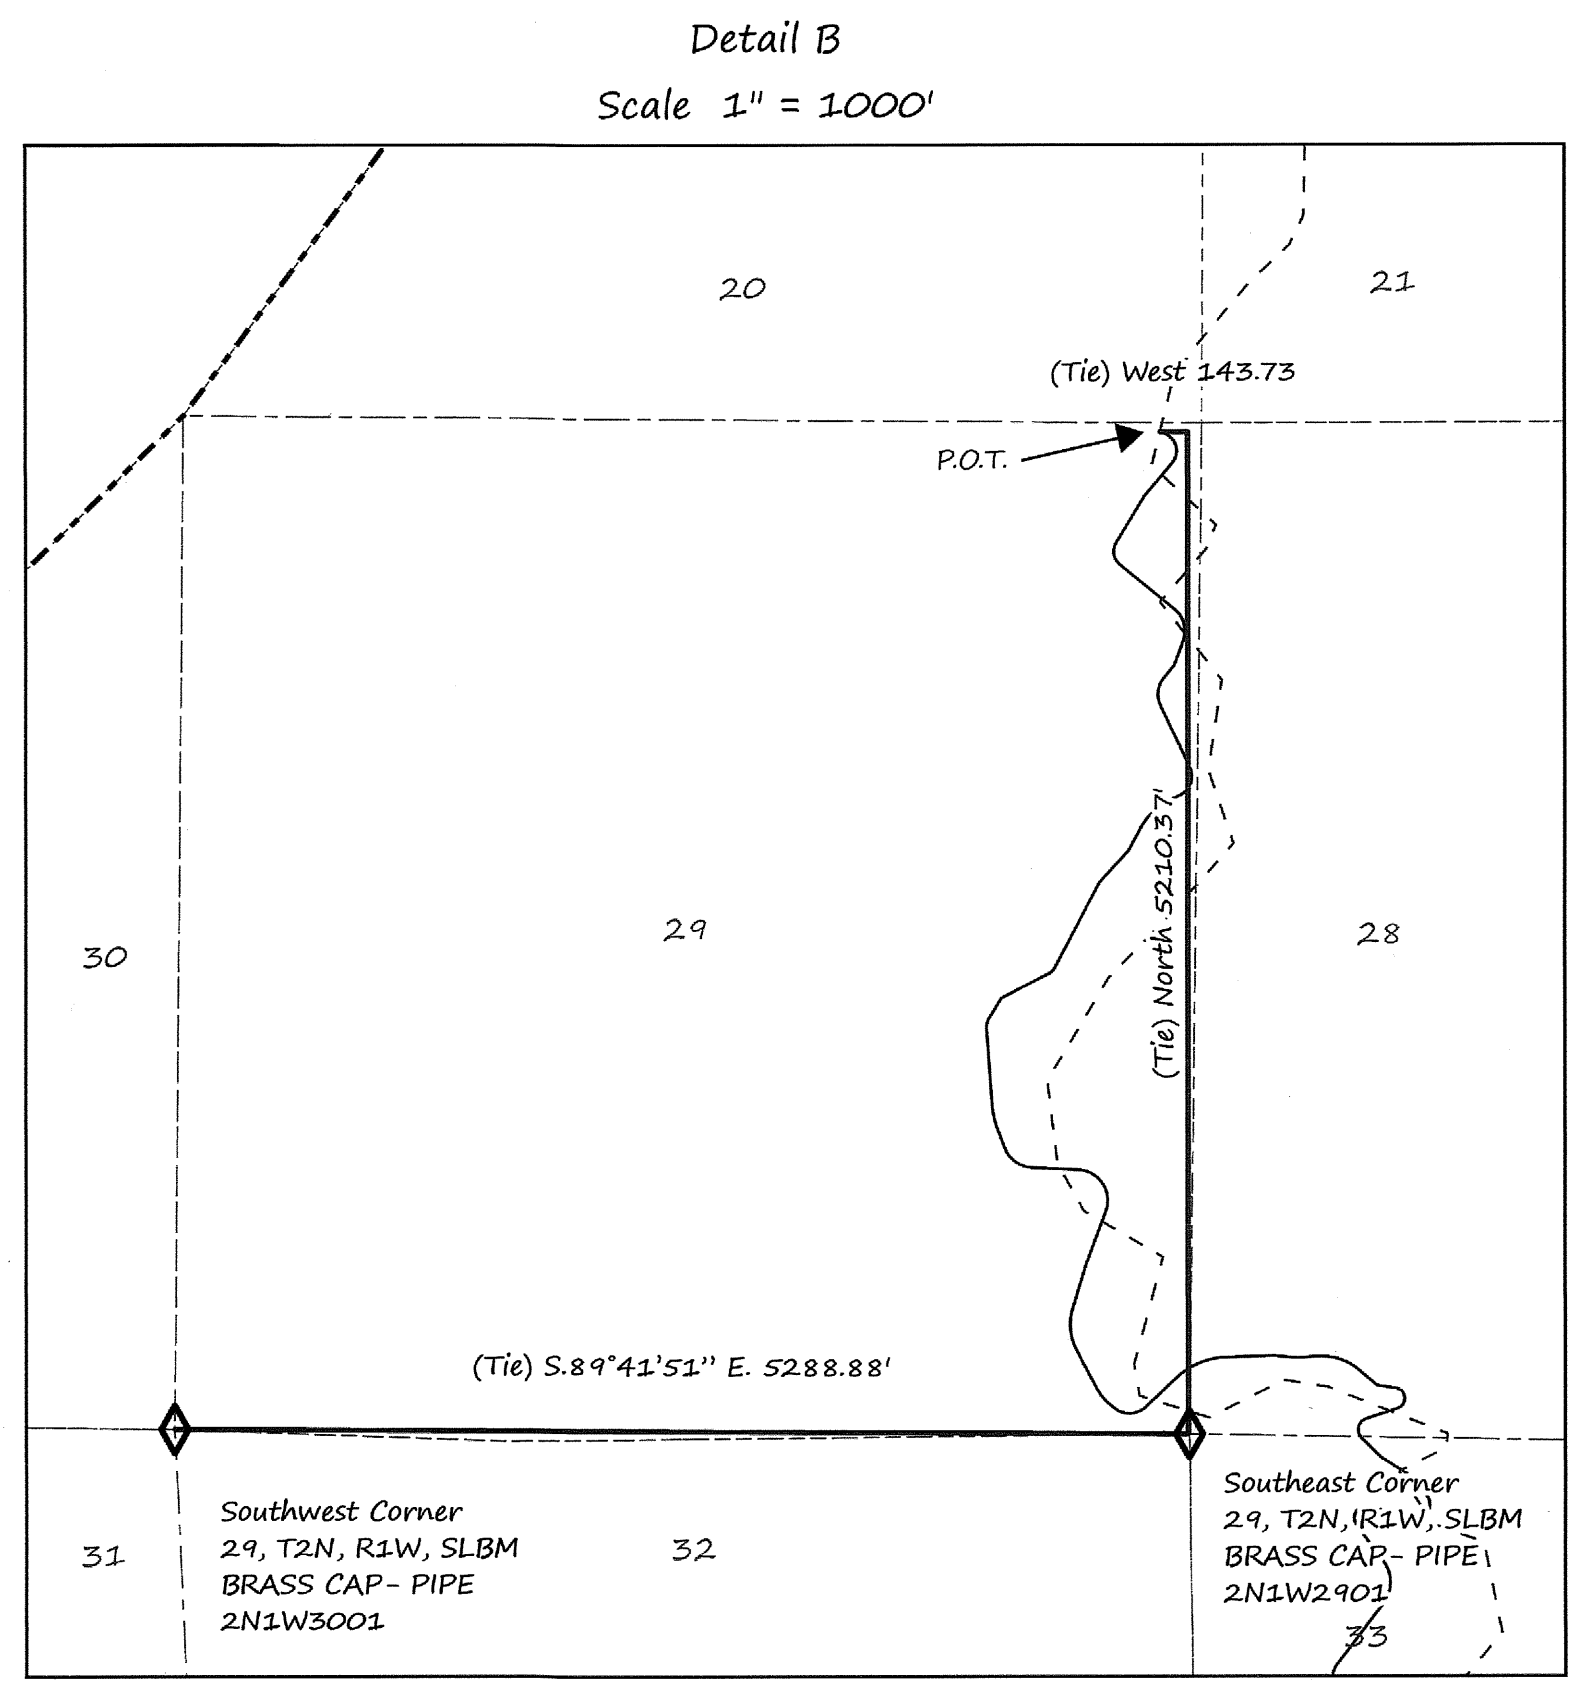 Detail B
Scale 1" = 1000'
20
21
(Tie) West 143.73
P.O.T.
(Tie) North 5210.37'
29
28
30
(Tie) S.89°41'51" E. 5288.88'
Southwest Corner
29, T2N, R1W, SLBM
BRASS CAP- PIPE
2N1W3001
Southeast Corner
29, T2N, R1W, SLBM
BRASS CAP- PIPE
2N1W2901
31
32
33